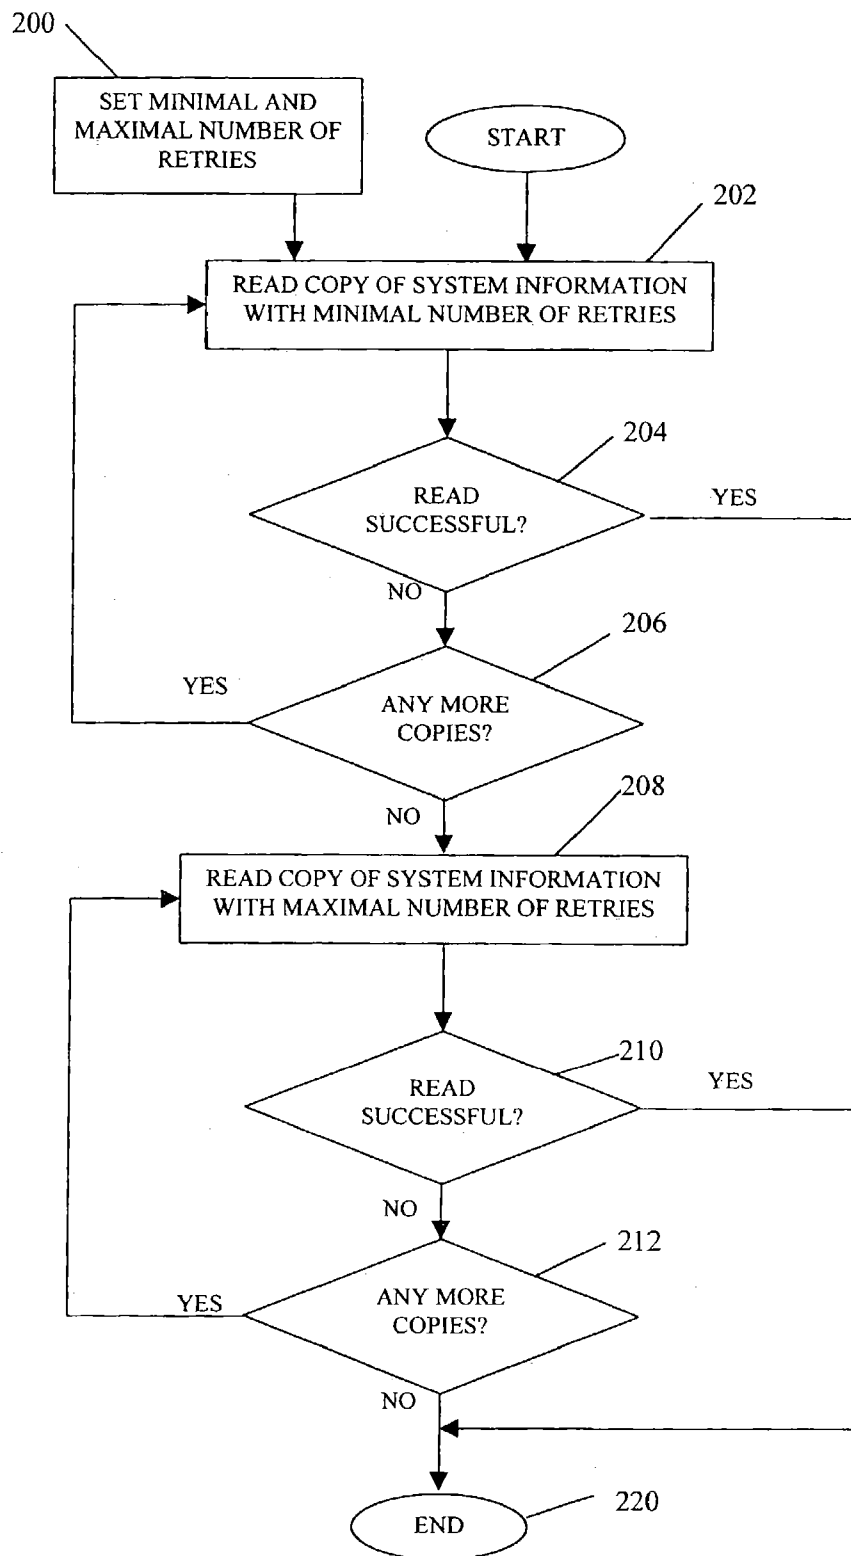 200
SET MINIMAL AND
MAXIMAL NUMBER OF
RETRIES
START
202
READ COPY OF SYSTEM INFORMATION
WITH MINIMAL NUMBER OF RETRIES
204
READ
SUCCESSFUL?
YES
NO
206
ANY MORE
COPIES?
YES
NO
208
READ COPY OF SYSTEM INFORMATION
WITH MAXIMAL NUMBER OF RETRIES
210
READ
SUCCESSFUL?
YES
NO
212
ANY MORE
COPIES?
YES
NO
220
END